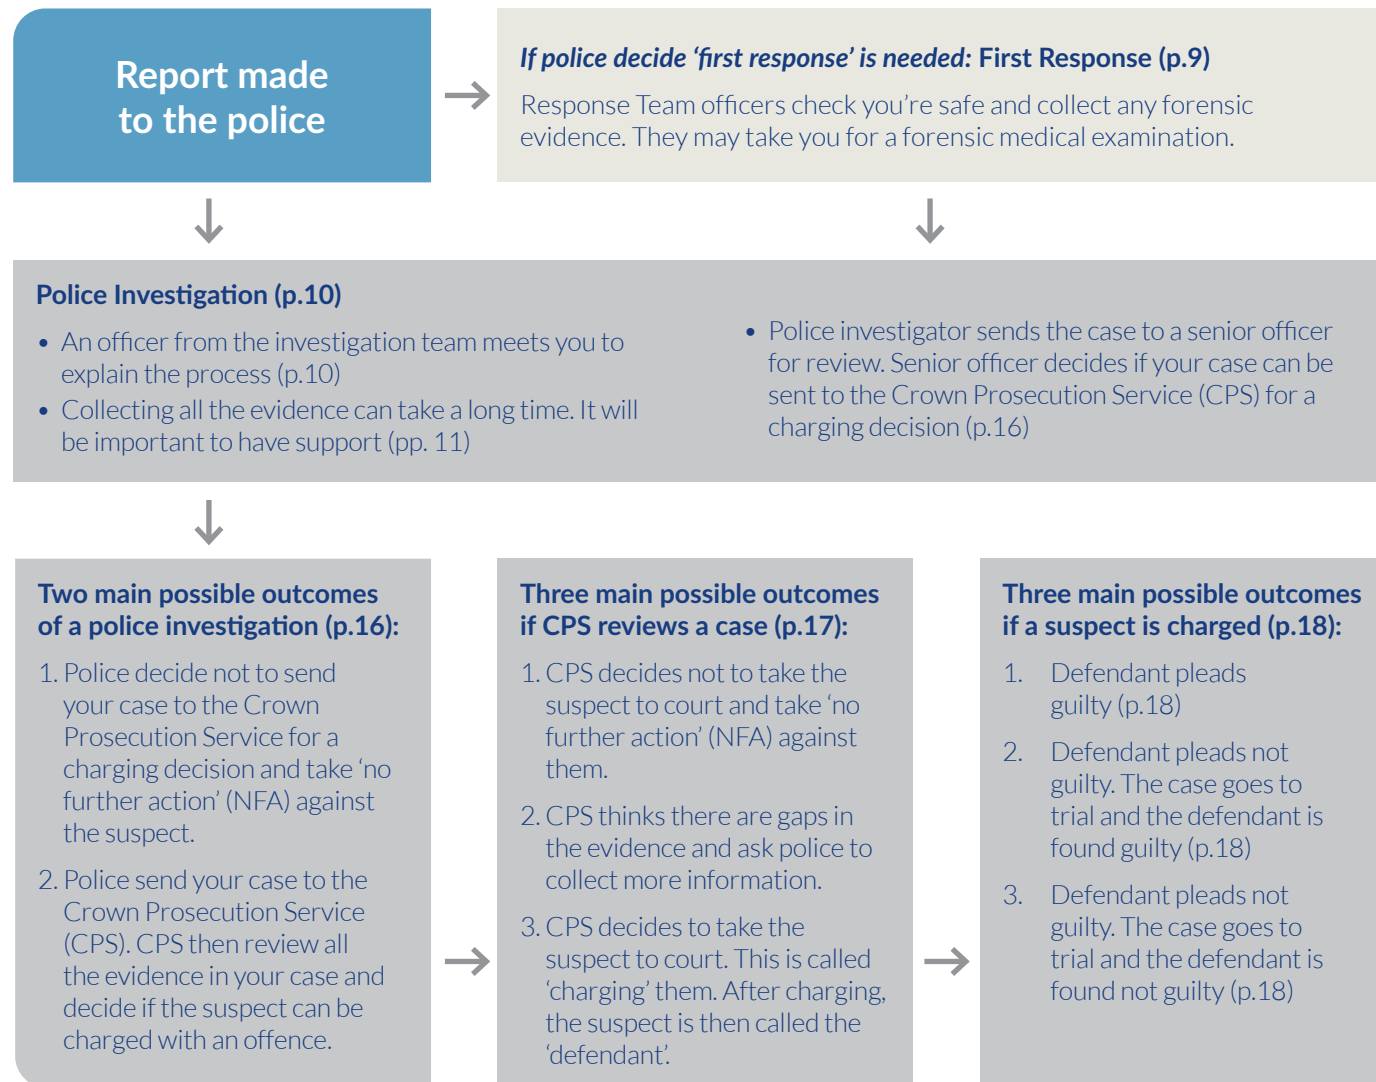 Report made
to the police
If police decide ‘first response’ is needed: First Response (p.9)
Response Team officers check you’re safe and collect any forensic
evidence. They may take you for a forensic medical examination.
Police Investigation (p.10)
• An officer from the investigation team meets you to
explain the process (p.10)
• Collecting all the evidence can take a long time. It will
be important to have support (pp. 11)
• Police investigator sends the case to a senior officer
for review. Senior officer decides if your case can be
sent to the Crown Prosecution Service (CPS) for a
charging decision (p.16)
Two main possible outcomes
of a police investigation (p.16):
1. Police decide not to send
your case to the Crown
Prosecution Service for a
charging decision and take ‘no
further action’ (NFA) against
the suspect.
2. Police send your case to the
Crown Prosecution Service
(CPS). CPS then review all
the evidence in your case and
decide if the suspect can be
charged with an offence.
Three main possible outcomes
if CPS reviews a case (p.17):
1. CPS decides not to take the
suspect to court and take ‘no
further action’ (NFA) against
them.
2. CPS thinks there are gaps in
the evidence and ask police to
collect more information.
3. CPS decides to take the
suspect to court. This is called
‘charging’ them. After charging,
the suspect is then called the
‘defendant’.
Three main possible outcomes
if a suspect is charged (p.18):
1. Defendant pleads
guilty (p.18)
2. Defendant pleads not
guilty. The case goes to
trial and the defendant is
found guilty (p.18)
3. Defendant pleads not
guilty. The case goes to
trial and the defendant is
found not guilty (p.18)